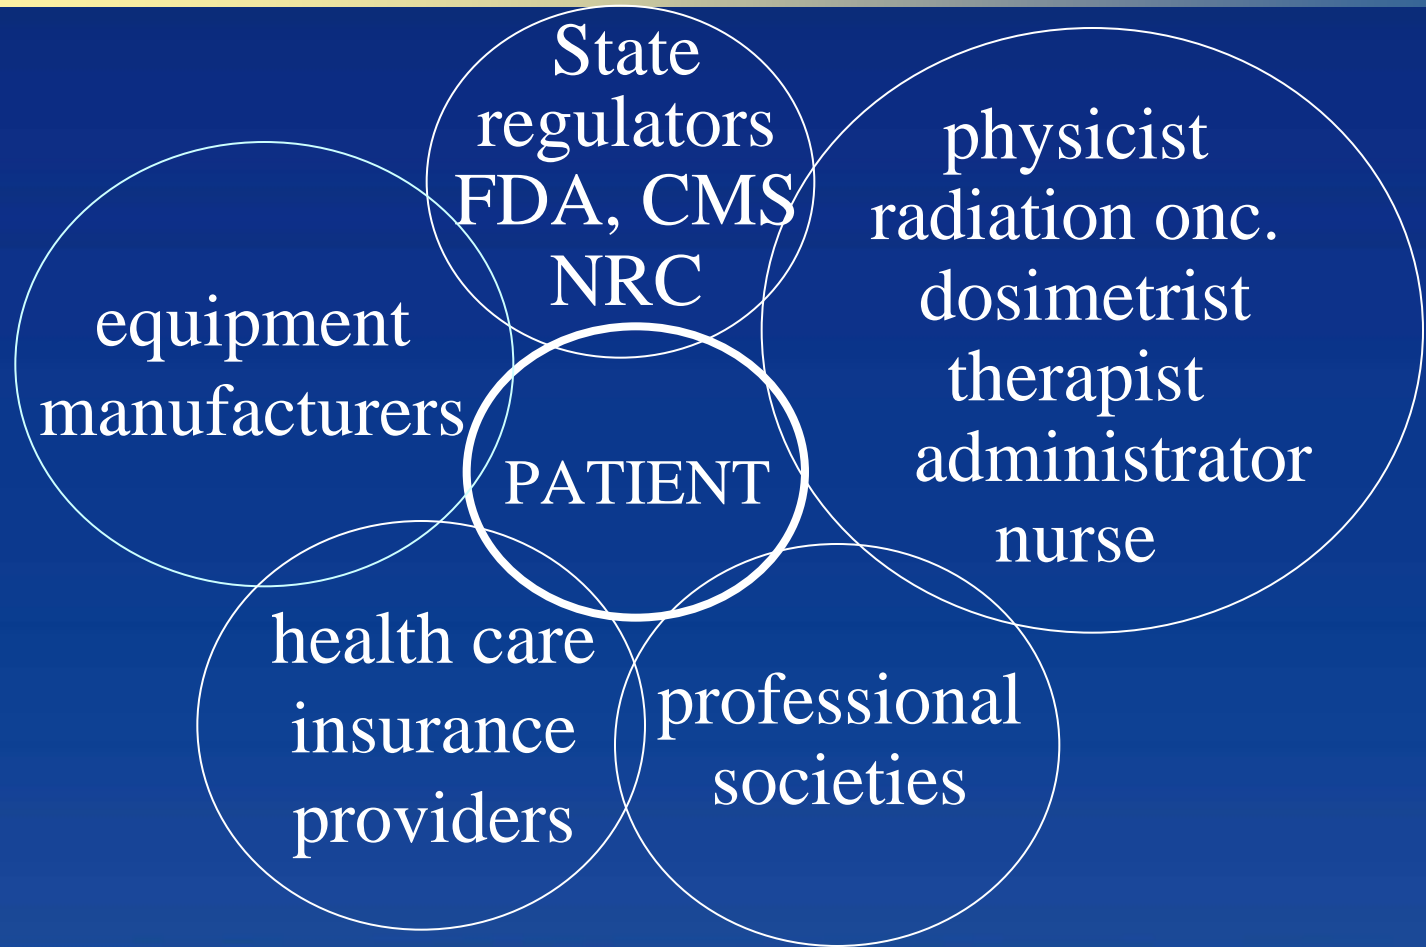 State
regulators
FDA, CMS
NRC
equipment
manufacturers
physicist
radiation onc.
dosimetrist
therapist
administrator
nurse
PATIENT
health care
insurance
providers
professional
societies